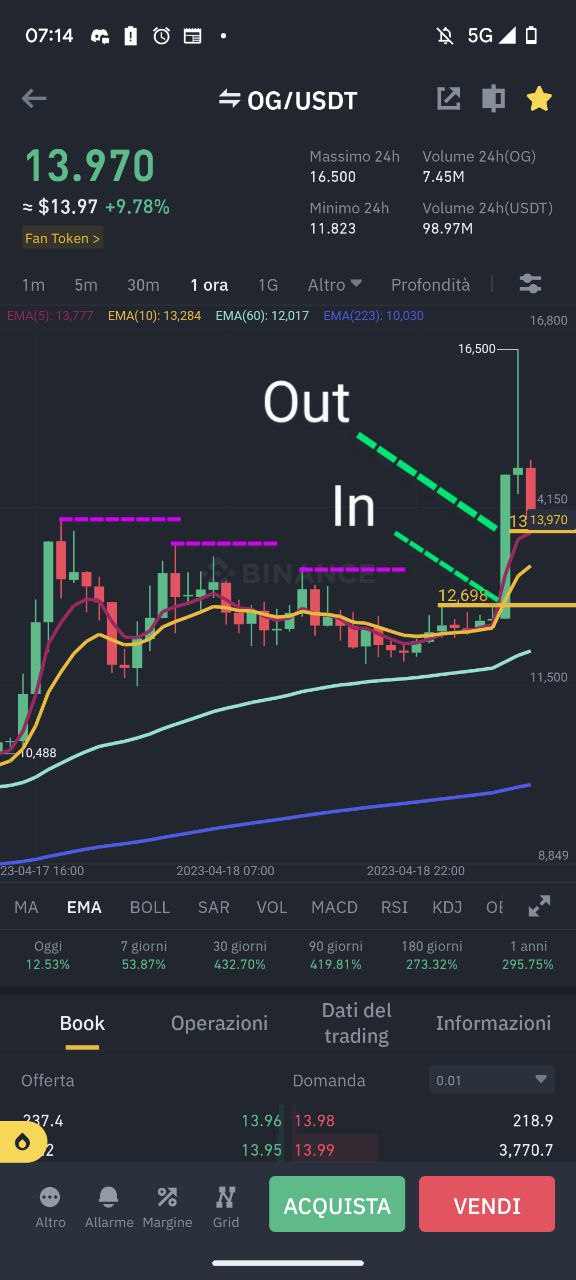 07:14 5G
OG/USDT
13.970
≈ $13.97 +9.78%
Fan Token >
Massimo 24h Volume 24h(OG)
16.500 7.45M
Minimo 24h Volume 24h(USDT)
11.823 98.97M
1m 5m 30m 1 ora 1G Altro Profondità
EMA(5): 13,777 EMA(10): 13,284 EMA(60): 12,017 EMA(223): 10,030
16,800
16,500
Out
In
4,150
13 13,970
BINANCE
12,698
11,500
10,488
8,849
23-04-17 16:00 2023-04-18 07:00 2023-04-18 22:00
MA EMA BOLL SAR VOL MACD RSI KDJ
Oggi 7 giorni 30 giorni 90 giorni 180 giorni 1 anni
12.53% 53.87% 432.70% 419.81% 273.32% 295.75%
Book Operazioni Dati del trading Informazioni
Offerta Domanda 0.01
237.4 13.96 13.98 218.9
13.95 13.99 3,770.7
Altro Allarme Margine Grid ACQUISTA VENDI